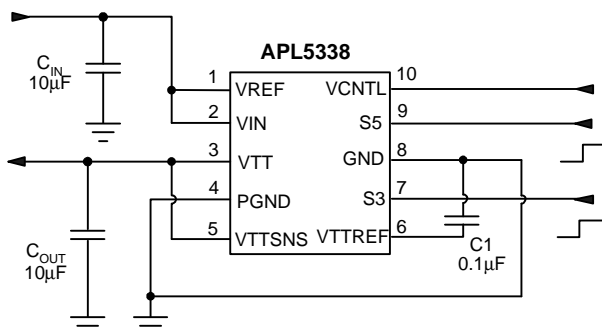 APL5338
C_IN
10μF
1
VREF
VCNTL
10
2
VIN
S5
9
3
VTT
GND
8
4
PGND
S3
7
5
VTTSNS
VTTREF
6
C_OUT
10μF
C1
0.1μF